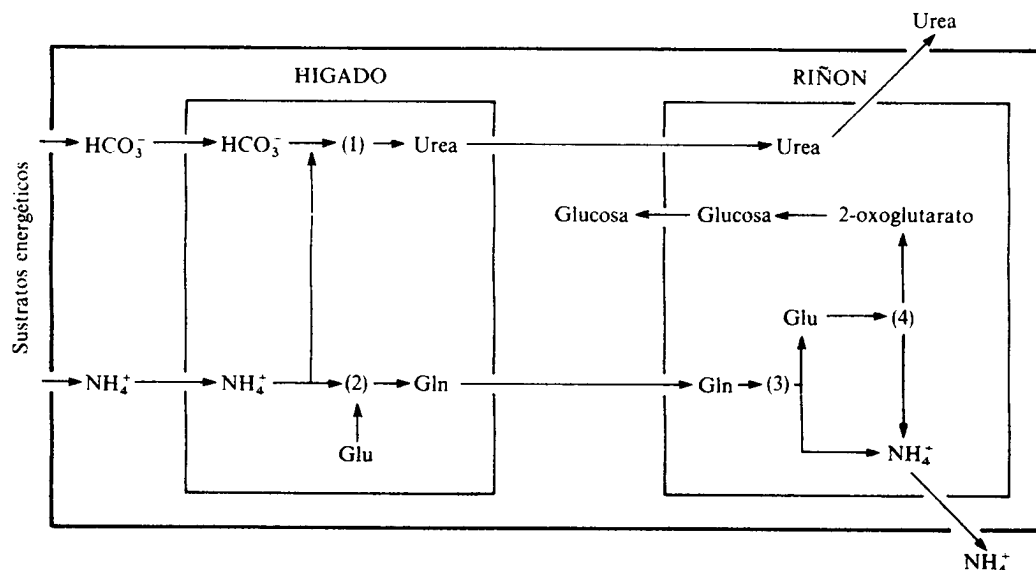 Urea
HIGADO
RIÑON
HCO₃⁻ HCO₃⁻ (1) Urea Urea
Sustratos energéticos
Glucosa Glucosa 2-oxoglutarato
Glu (4)
NH₄⁺ NH₄⁺ (2) Gln Gln (3)
Glu NH₄⁺
NH₄⁺